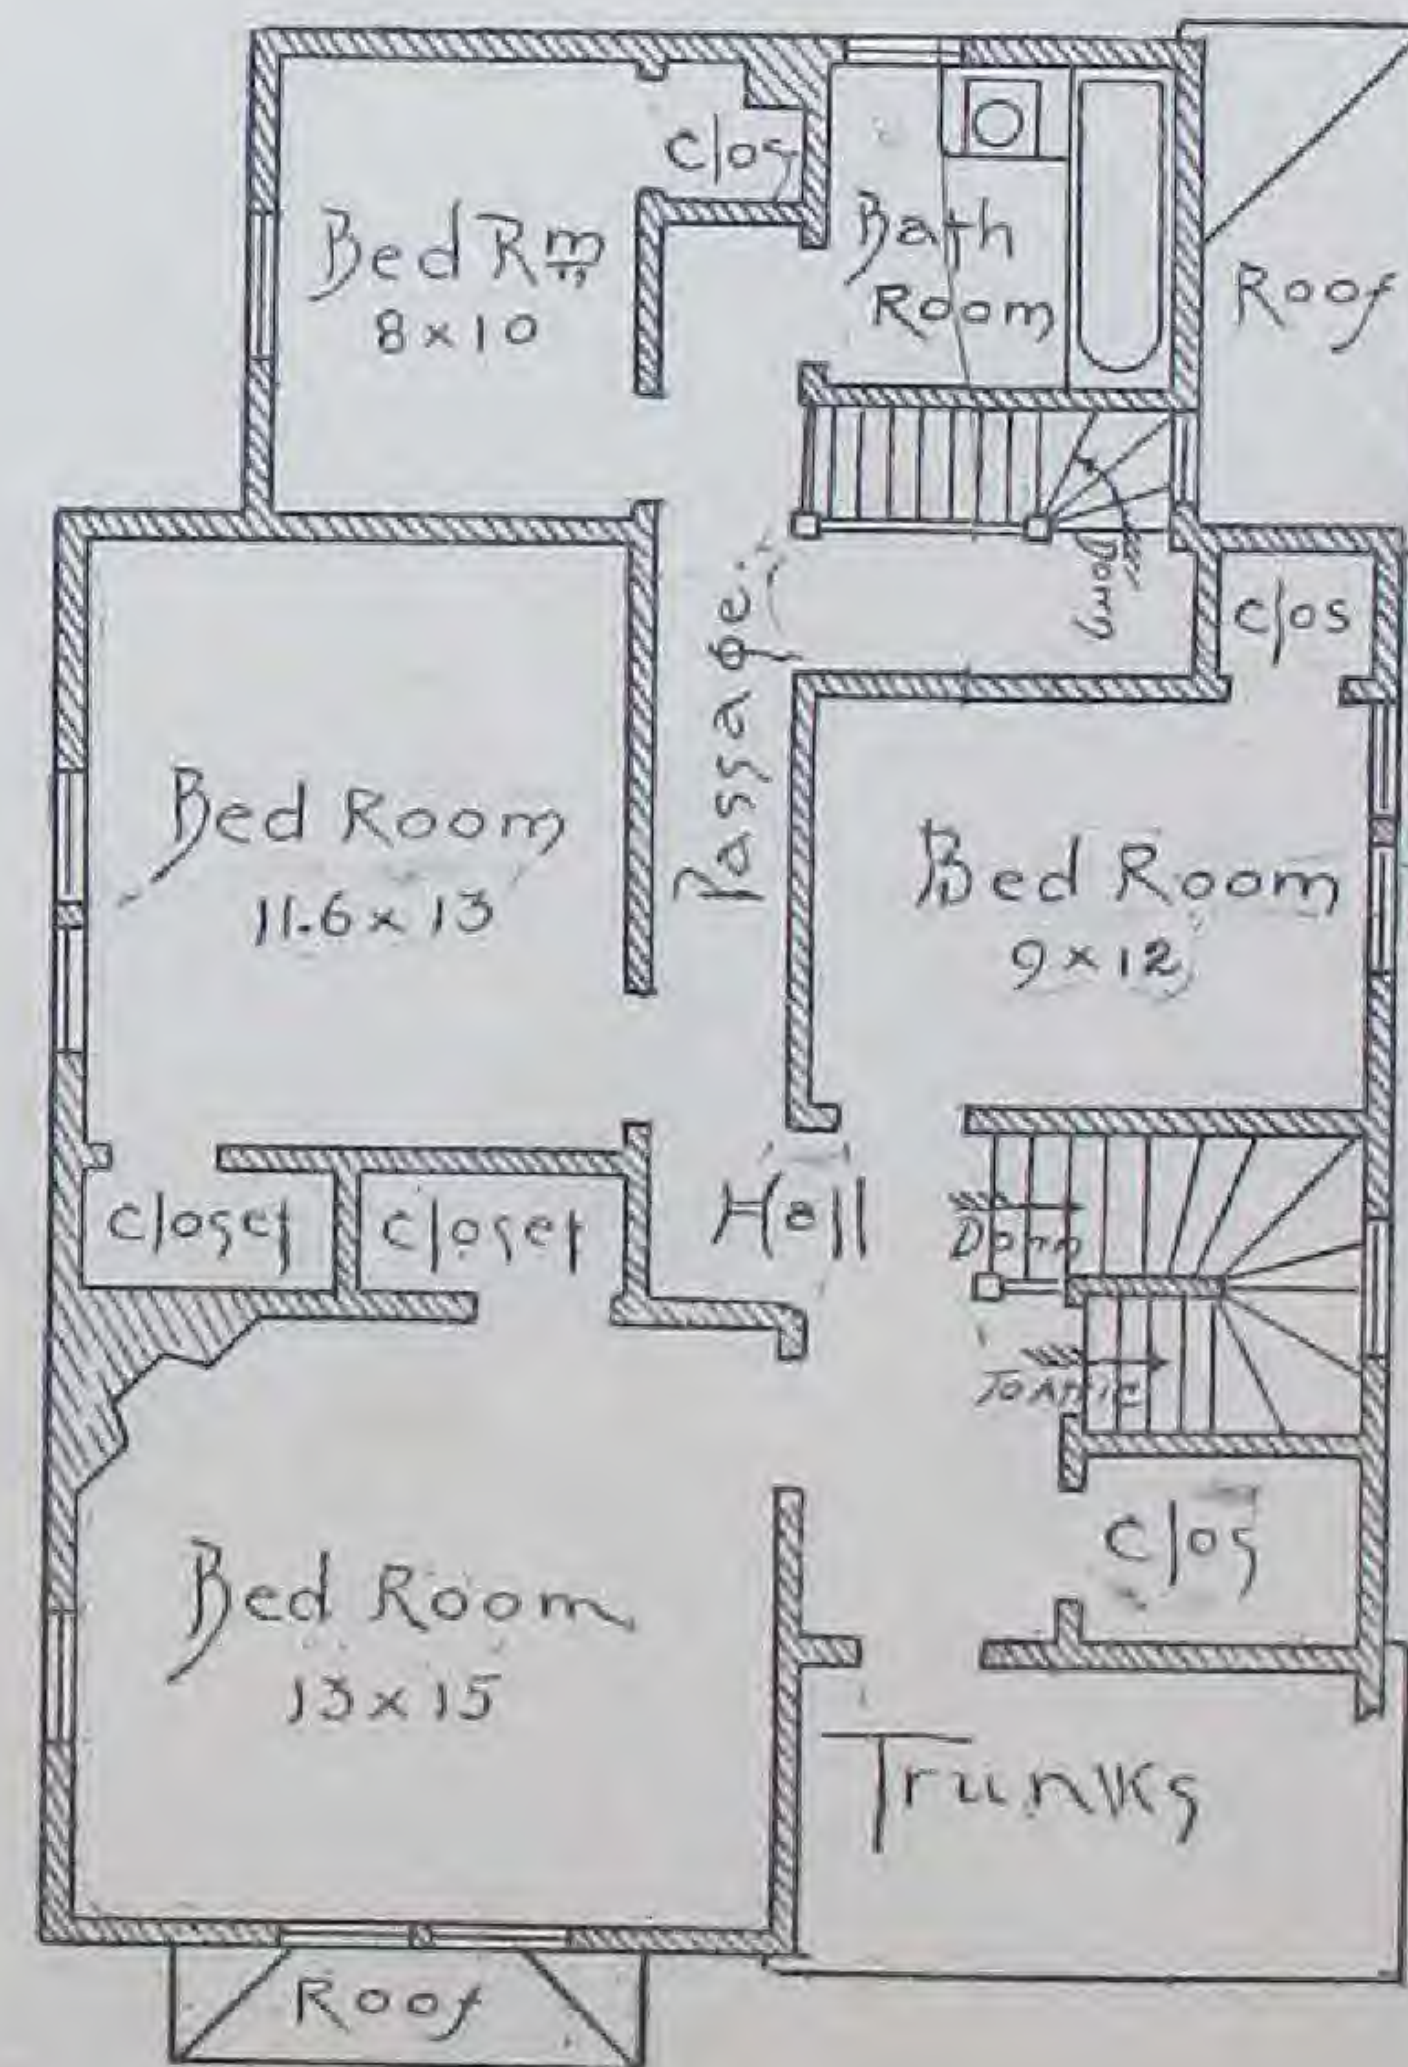 Clos
Bed Rm
8 x 10
Bath
Room
Roof
Down
Clos
Passage
Bed Room
11.6 x 13
Bed Room
9 x 12
Closet
Closet
Hall
Down
To Attic
Clos
Bed Room
13 x 15
Trunks
Roof